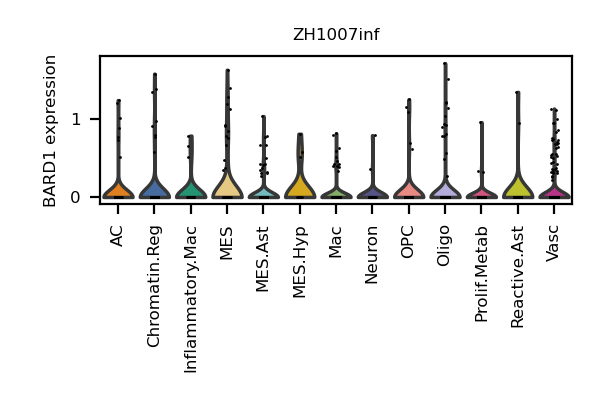 ZH1007inf
BARD1 expression
1
0
AC
Chromatin.Reg
Inflammatory.Mac
MES
MES.Ast
MES.Hyp
Mac
Neuron
OPC
Oligo
Prolif.Metab
Reactive.Ast
Vasc